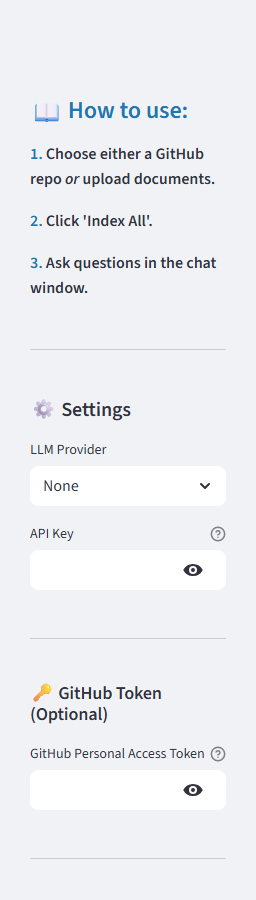 📖 How to use:
1. Choose either a GitHub
repo or upload documents.
2. Click 'Index All'.
3. Ask questions in the chat
window.
⚙️ Settings
LLM Provider
None
API Key
🔑 GitHub Token
(Optional)
GitHub Personal Access Token